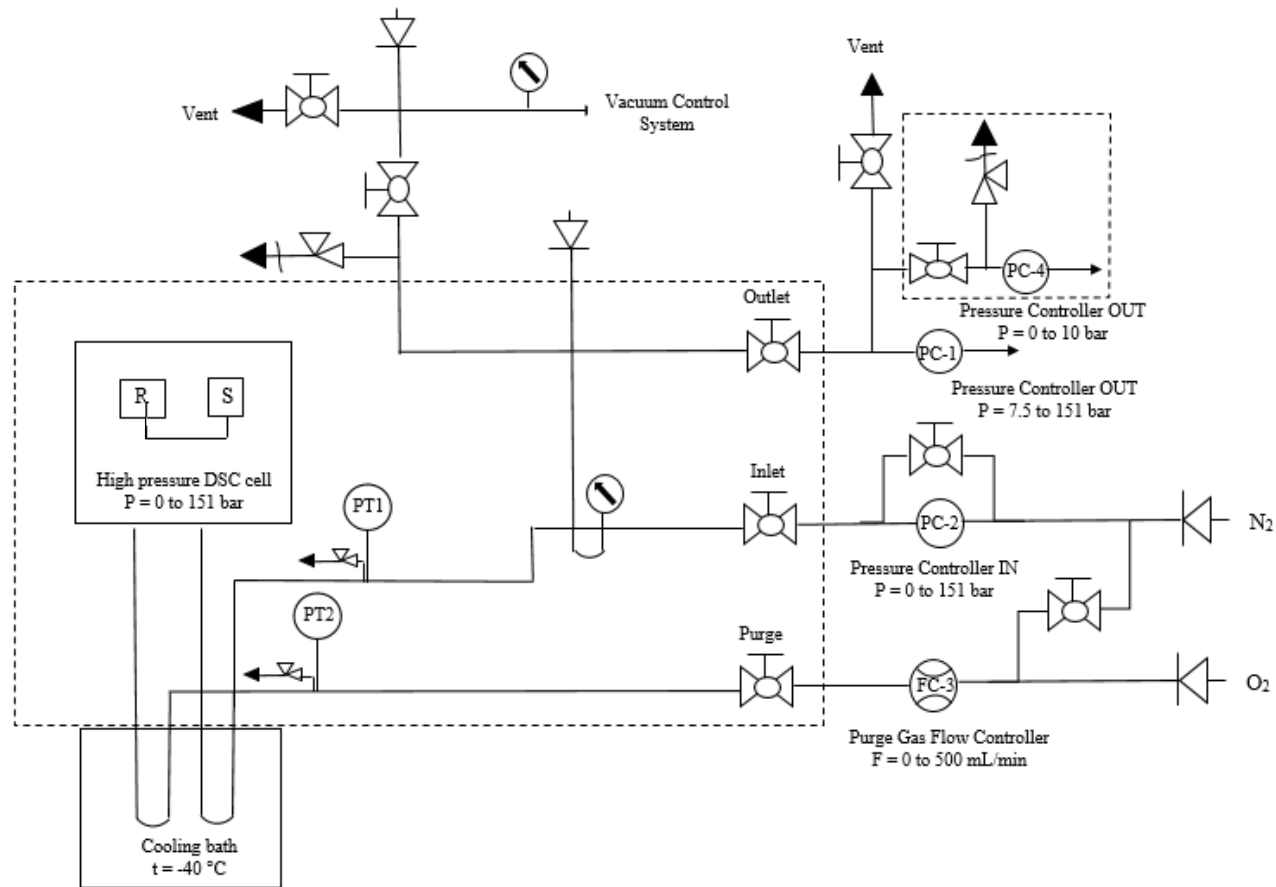 Vent
Vent
Vacuum Control
System
PC-4
Pressure Controller OUT
P = 0 to 10 bar
Outlet
PC-1
Pressure Controller OUT
P = 7.5 to 151 bar
R
S
High pressure DSC cell
P = 0 to 151 bar
PT1
Inlet
PC-2
N2
Pressure Controller IN
P = 0 to 151 bar
PT2
Purge
FC-3
O2
Purge Gas Flow Controller
F = 0 to 500 mL/min
Cooling bath
t = -40 °C